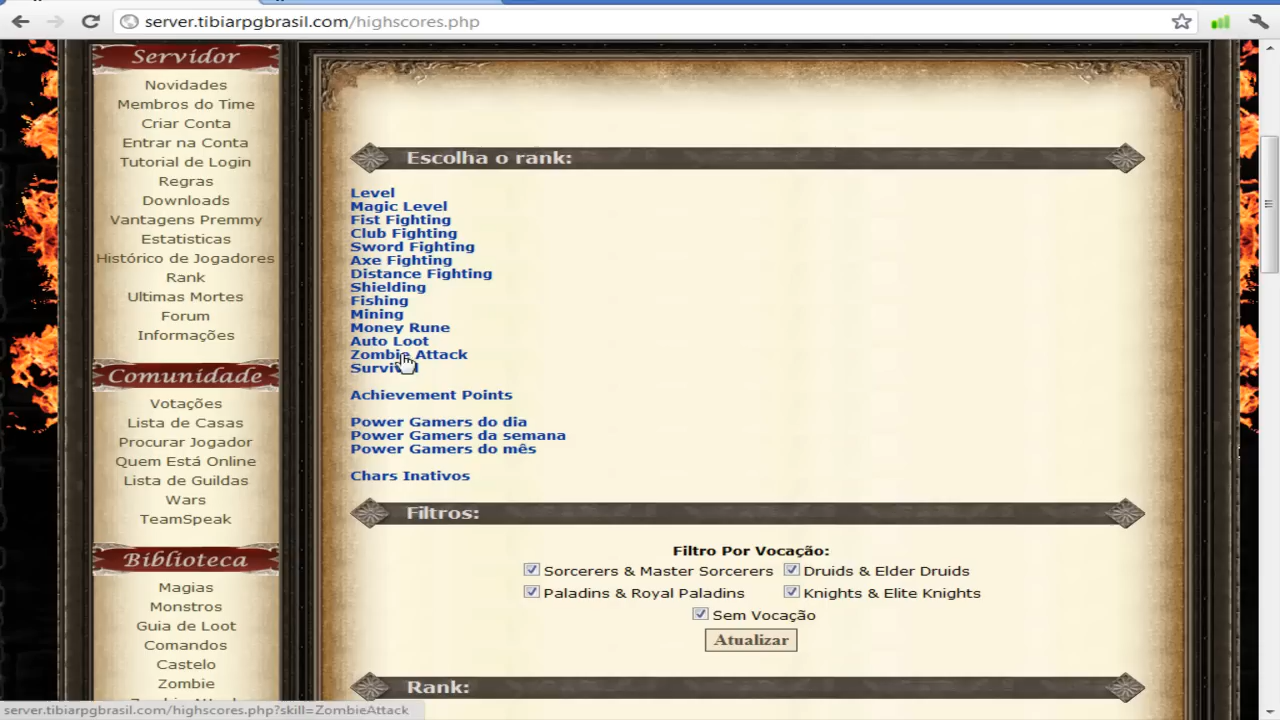 server.tibiarpgbrasil.com/highscores.php
Servidor
Novidades
Membros do Time
Criar Conta
Entrar na Conta
Tutorial de Login
Regras
Downloads
Vantagens Premmy
Estatisticas
Histórico de Jogadores
Rank
Ultimas Mortes
Forum
Informações
Comunidade
Votações
Lista de Casas
Procurar Jogador
Quem Está Online
Lista de Guildas
Wars
TeamSpeak
Biblioteca
Magias
Monstros
Guia de Loot
Comandos
Castelo
Zombie
Escolha o rank:
Level
Magic Level
Fist Fighting
Club Fighting
Sword Fighting
Axe Fighting
Distance Fighting
Shielding
Fishing
Mining
Money Rune
Auto Loot
Zombie Attack
Survival
Achievement Points
Power Gamers do dia
Power Gamers da semana
Power Gamers do mês
Chars Inativos
Filtros:
Filtro Por Vocação:
Sorcerers & Master Sorcerers Druids & Elder Druids
Paladins & Royal Paladins Knights & Elite Knights
Sem Vocação
Atualizar
Rank:
server.tibiarpgbrasil.com/highscores.php?skill=ZombieAttack